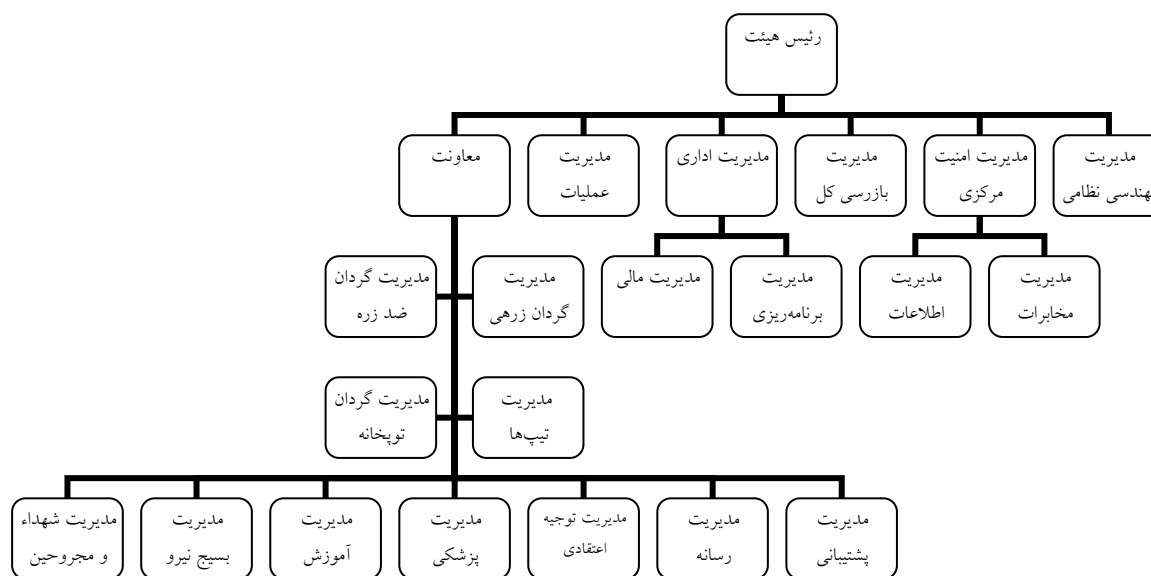 رئیس هیئت
مدیریت
مهندسی نظامی
مدیریت امنیت
مرکزی
مدیریت
بازرسی کل
مدیریت اداری
مدیریت
عملیات
معاونت
مدیریت
مخابرات
مدیریت
اطلاعات
مدیریت
برنامه‌ریزی
مدیریت مالی
مدیریت
گردان زرهی
مدیریت گردان
ضد زره
مدیریت
تیپ‌ها
مدیریت گردان
توپخانه
مدیریت
پشتیبانی
مدیریت
رسانه
مدیریت توجیه
اعتقادی
مدیریت
پزشکی
مدیریت
آموزش
مدیریت
بسیج نیرو
مدیریت شهداء
و مجروحین